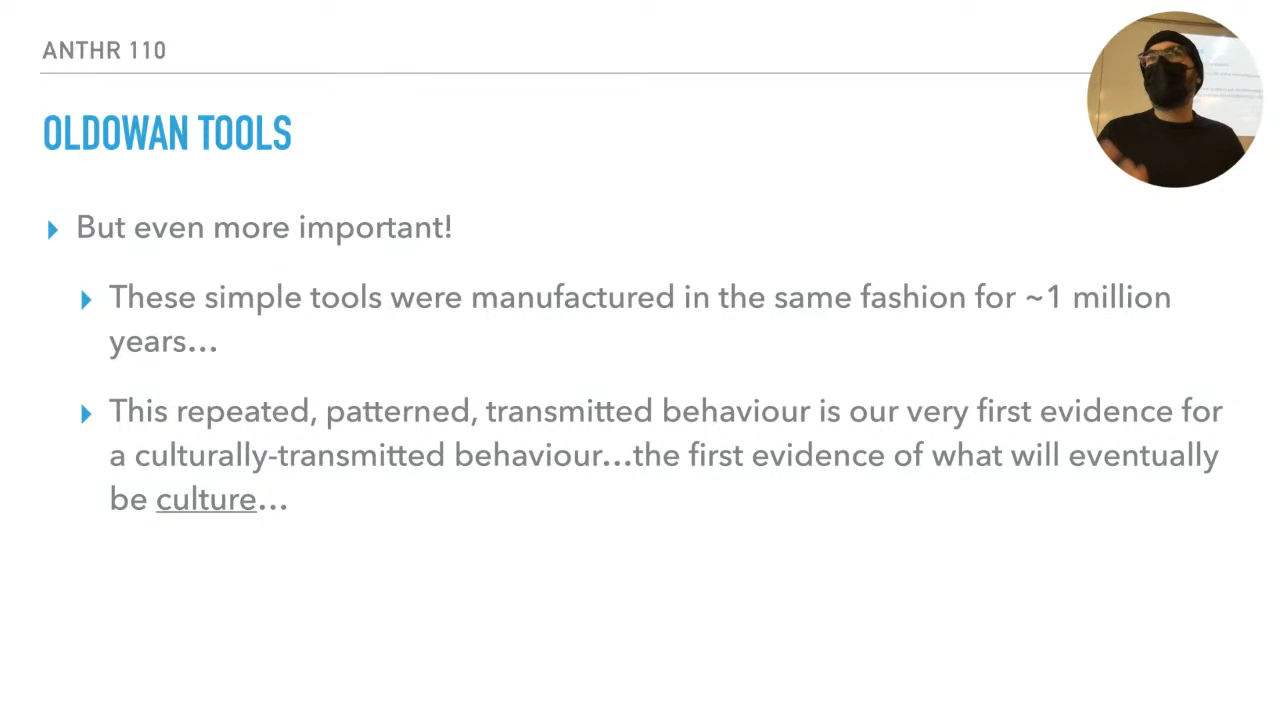 ANTHR 110
OLDOWAN TOOLS
But even more important!
These simple tools were manufactured in the same fashion for ~1 million
years…
This repeated, patterned, transmitted behaviour is our very first evidence for
a culturally-transmitted behaviour…the first evidence of what will eventually
be culture…